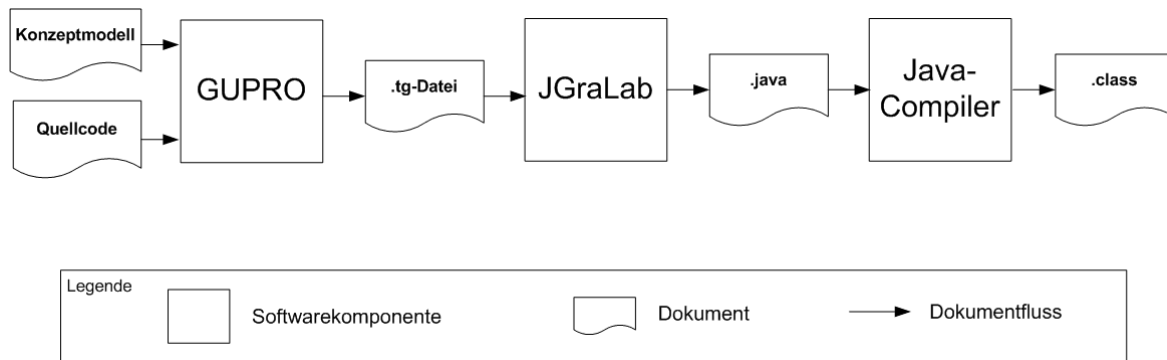 Konzeptmodell
Quellcode
GUPRO
.tg-Datei
JGraLab
.java
Java-
Compiler
.class
Legende
Softwarekomponente
Dokument
Dokumentfluss